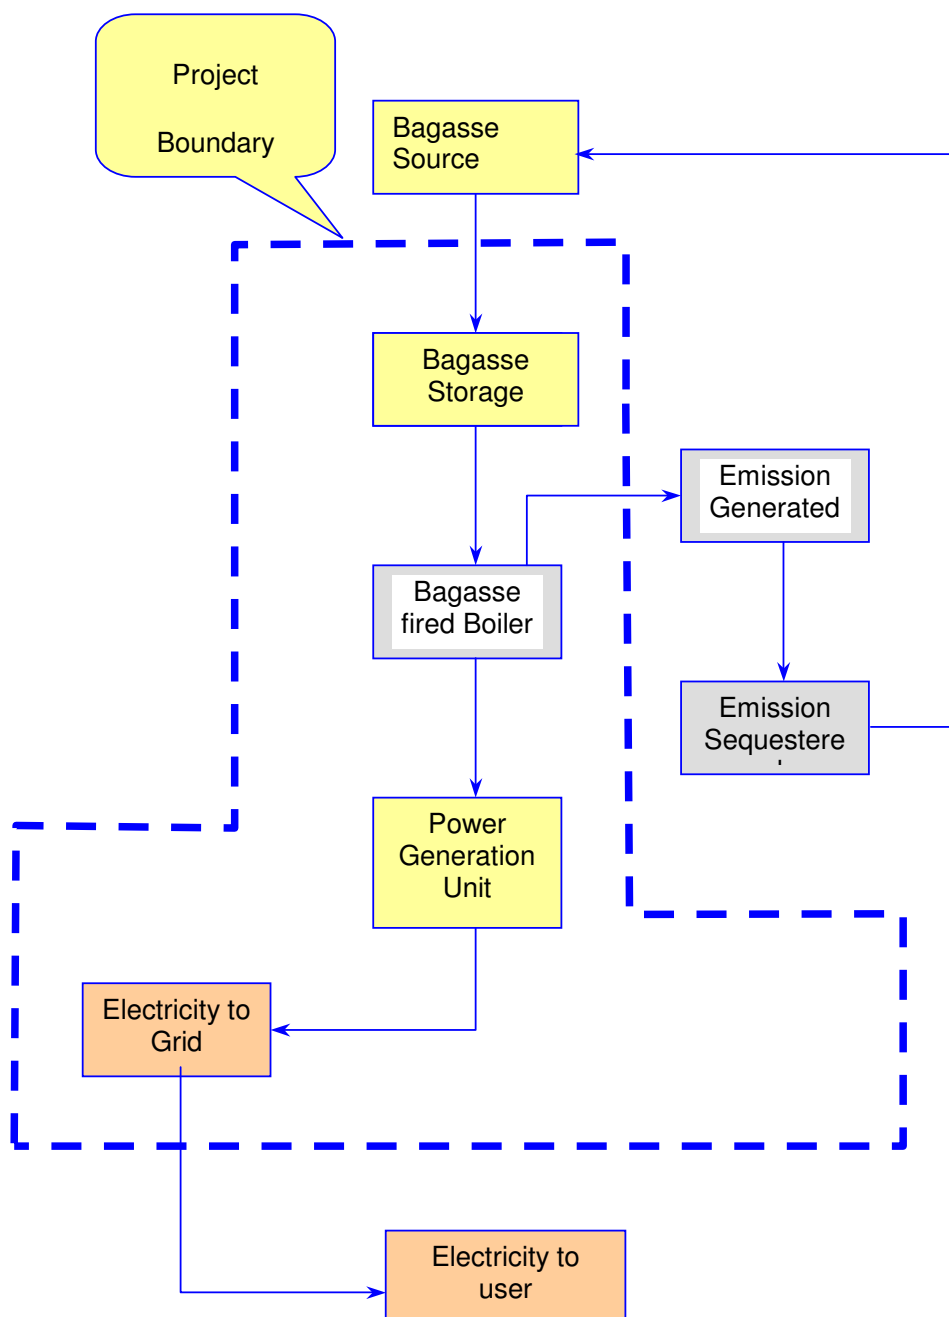 Project
Boundary
Bagasse
Source
Bagasse
Storage
Emission
Generated
Bagasse
fired Boiler
Emission
Sequestere
Power
Generation
Unit
Electricity to
Grid
Electricity to
user